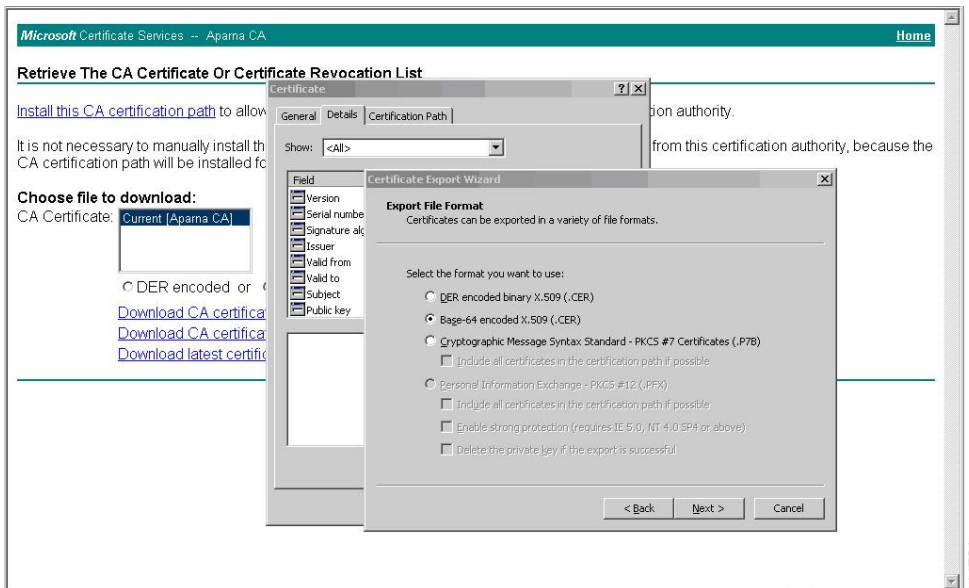 Microsoft Certificate Services -- Aparna CA Home
Retrieve The CA Certificate Or Certificate Revocation List
Install this CA certification path to allow
tion authority.
It is not necessary to manually install th
from this certification authority, because the
CA certification path will be installed fo
Choose file to download:
CA Certificate: Current [Aparna CA]
DER encoded or
Download CA certifica
Download CA certifica
Download latest certific
Certificate
General Details Certification Path
Show: <All>
Field
Version
Serial numbe
Signature alg
Issuer
Valid from
Valid to
Subject
Public key
Certificate Export Wizard
Export File Format
Certificates can be exported in a variety of file formats.
Select the format you want to use:
DER encoded binary X.509 (.CER)
Base-64 encoded X.509 (.CER)
Cryptographic Message Syntax Standard - PKCS #7 Certificates (.P7B)
Include all certificates in the certification path if possible
Personal Information Exchange - PKCS #12 (.PFX)
Include all certificates in the certification path if possible
Enable strong protection (requires IE 5.0, NT 4.0 SP4 or above)
Delete the private key if the export is successful
< Back Next > Cancel